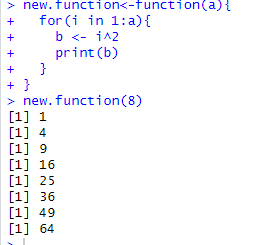 > new.function<-function(a){
+   for(i in 1:a){
+     b <- i^2
+     print(b)
+   }
+ }
> new.function(8)
[1] 1
[1] 4
[1] 9
[1] 16
[1] 25
[1] 36
[1] 49
[1] 64
>